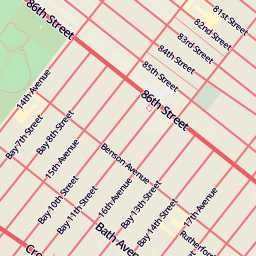 86th Street
81st Street
82nd Street
83rd Street
84th Street
85th Street
86th Street
14th Avenue
Bay 7th Street
Bay 8th Street
15th Avenue
Benson Avenue
Bay 10th Street
Bay 11th Street
16th Avenue
Bay 13th Street
Bay 14th Street
17th Avenue
Bath Ave
Rutherford
Cro